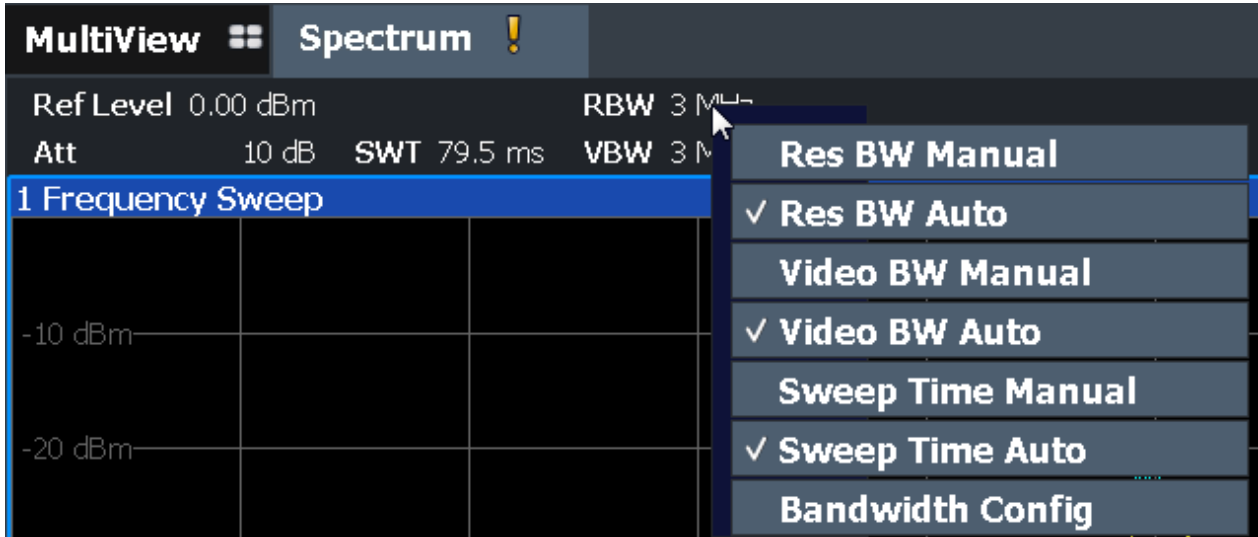 MultiView Spectrum !
Ref Level 0.00 dBm RBW 3 MHz
Att 10 dB SWT 79.5 ms VBW 3
1 Frequency Sweep
-10 dBm
-20 dBm
Res BW Manual
✓ Res BW Auto
Video BW Manual
✓ Video BW Auto
Sweep Time Manual
✓ Sweep Time Auto
Bandwidth Config